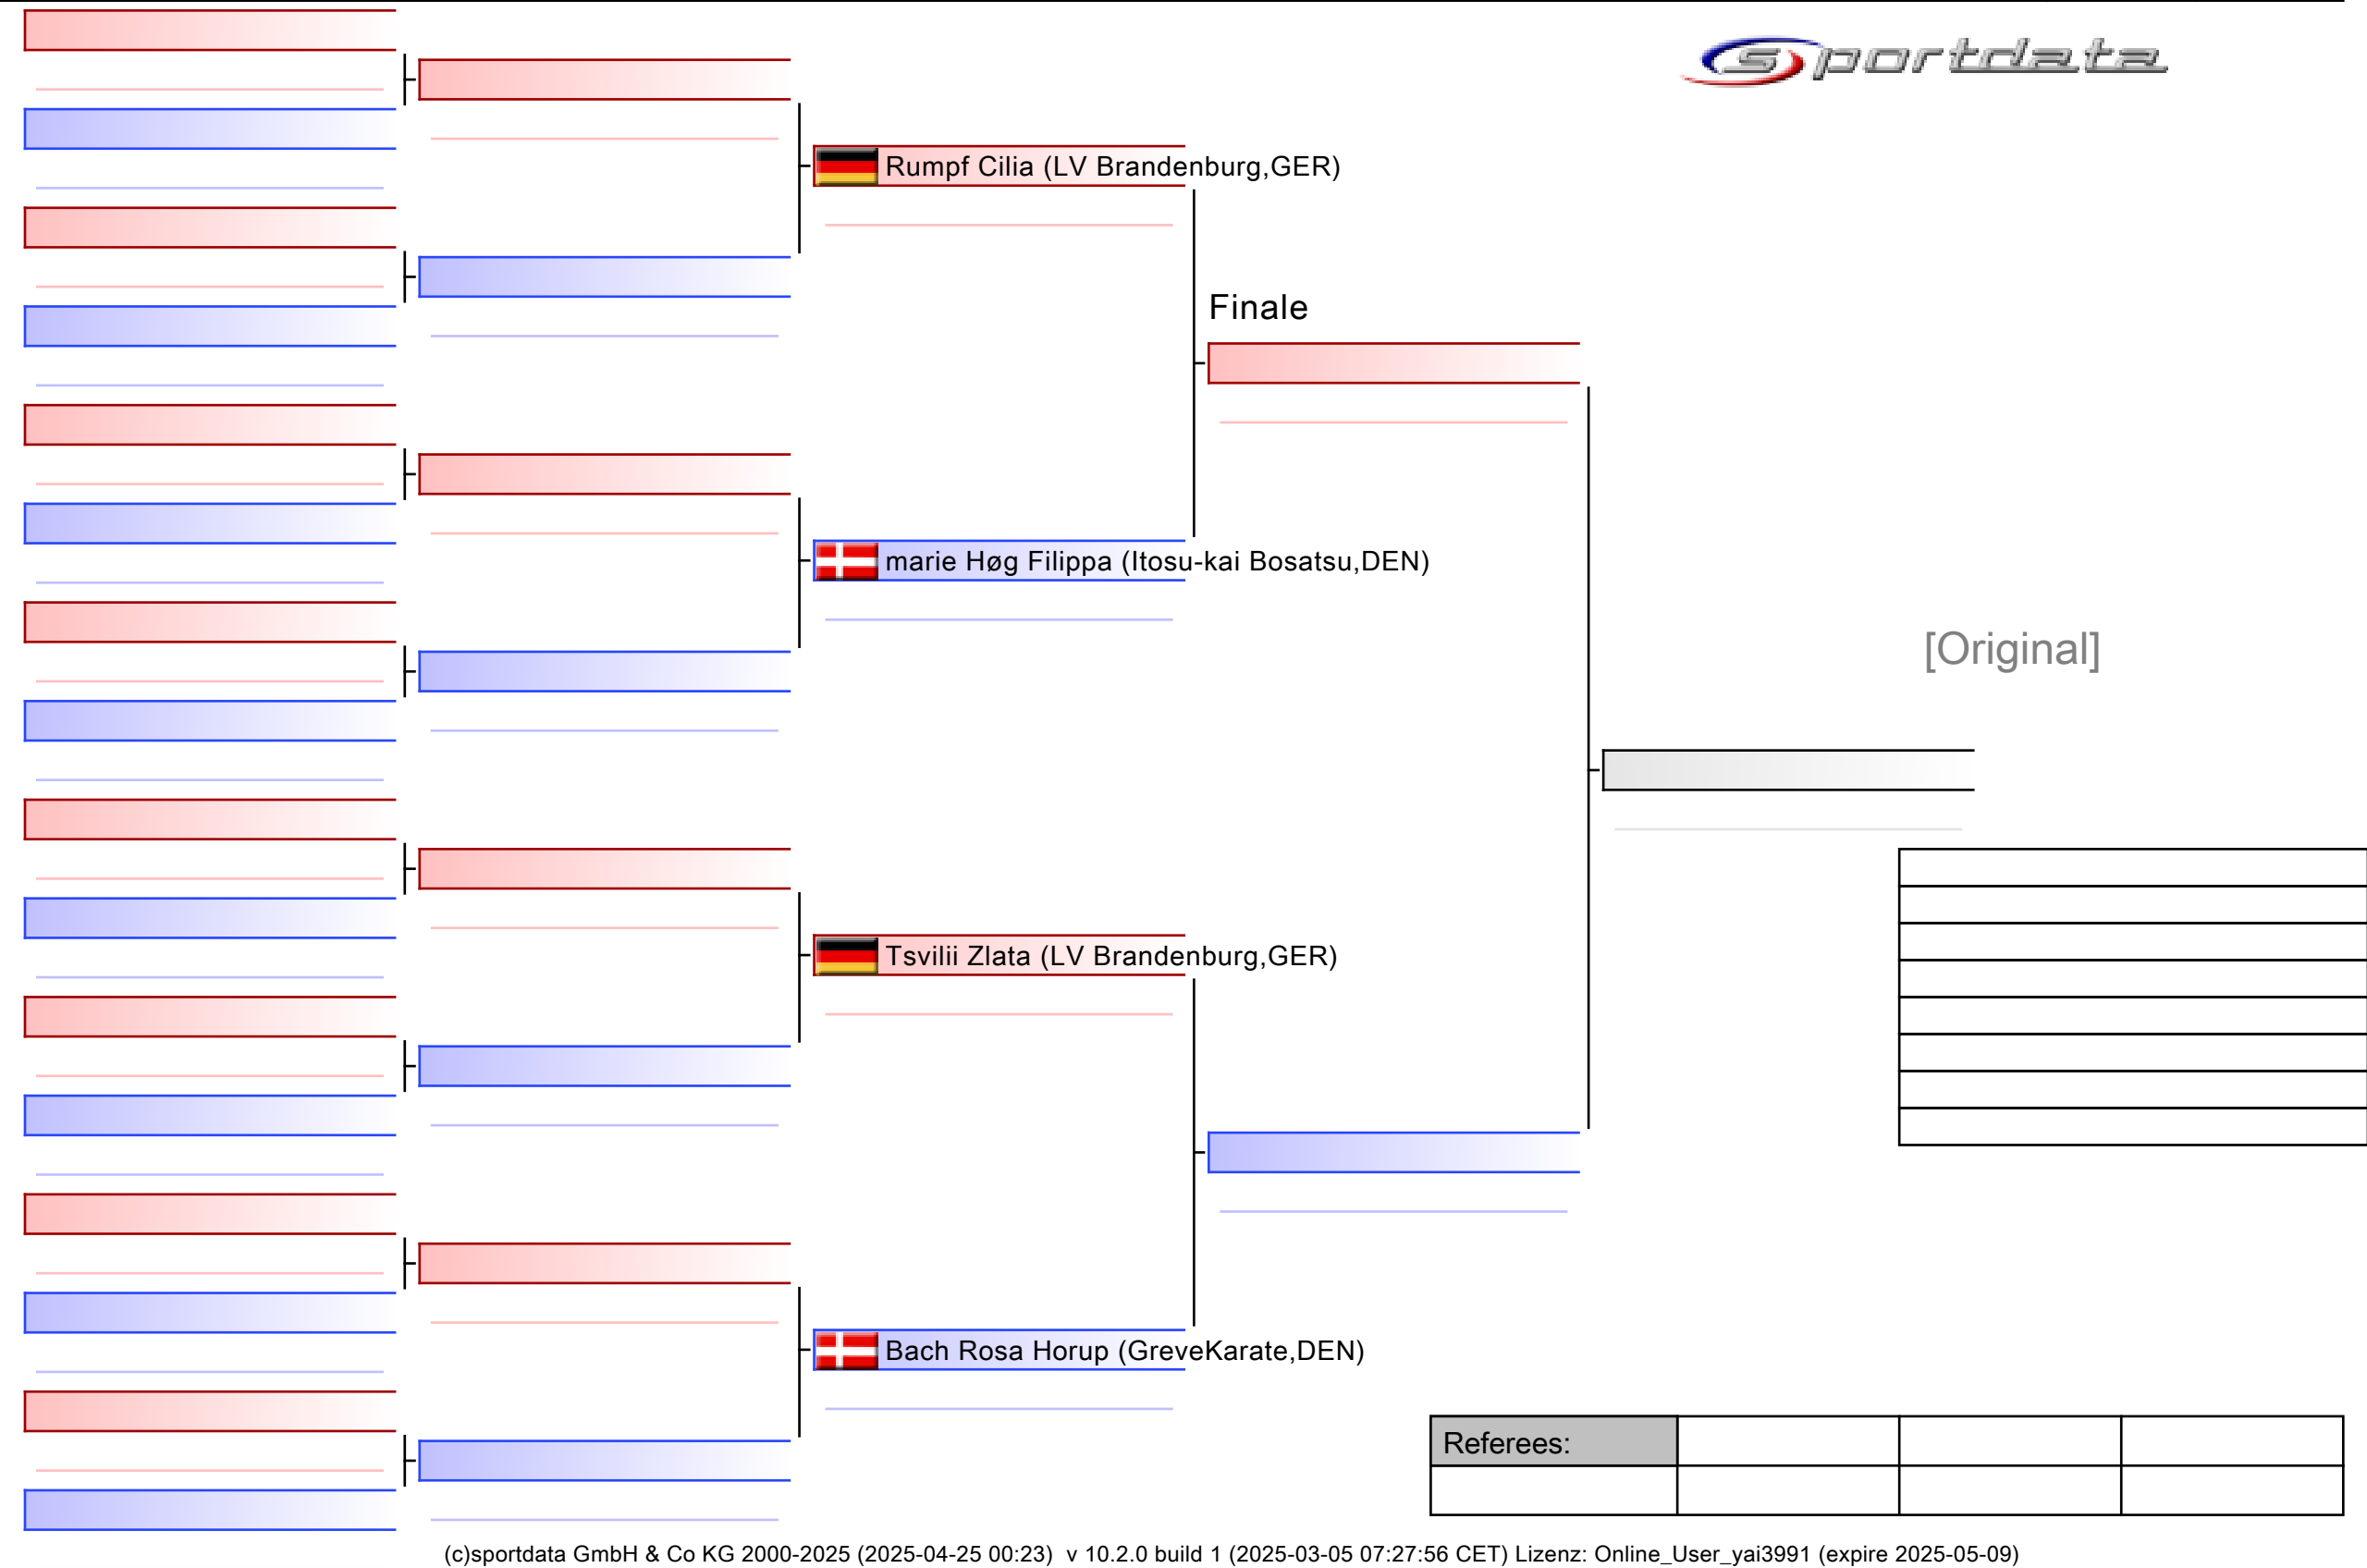 sportdata
Rumpf Cilia (LV Brandenburg,GER)
Finale
marie Høg Filippa (Itosu-kai Bosatsu,DEN)
[Original]
Tsvilii Zlata (LV Brandenburg,GER)
Bach Rosa Horup (GreveKarate,DEN)
Referees:
(c)sportdata GmbH & Co KG 2000-2025 (2025-04-25 00:23)  v 10.2.0 build 1 (2025-03-05 07:27:56 CET) Lizenz: Online_User_yai3991 (expire 2025-05-09)